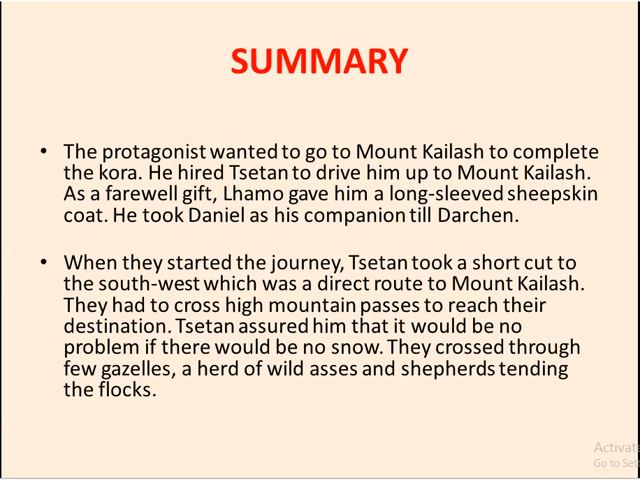 SUMMARY
• The protagonist wanted to go to Mount Kailash to complete
the kora. He hired Tsetan to drive him up to Mount Kailash.
As a farewell gift, Lhamo gave him a long-sleeved sheepskin
coat. He took Daniel as his companion till Darchen.
• When they started the journey, Tsetan took a short cut to
the south-west which was a direct route to Mount Kailash.
They had to cross high mountain passes to reach their
destination. Tsetan assured him that it would be no
problem if there would be no snow. They crossed through
few gazelles, a herd of wild asses and shepherds tending
the flocks.
Activate
Go to Set